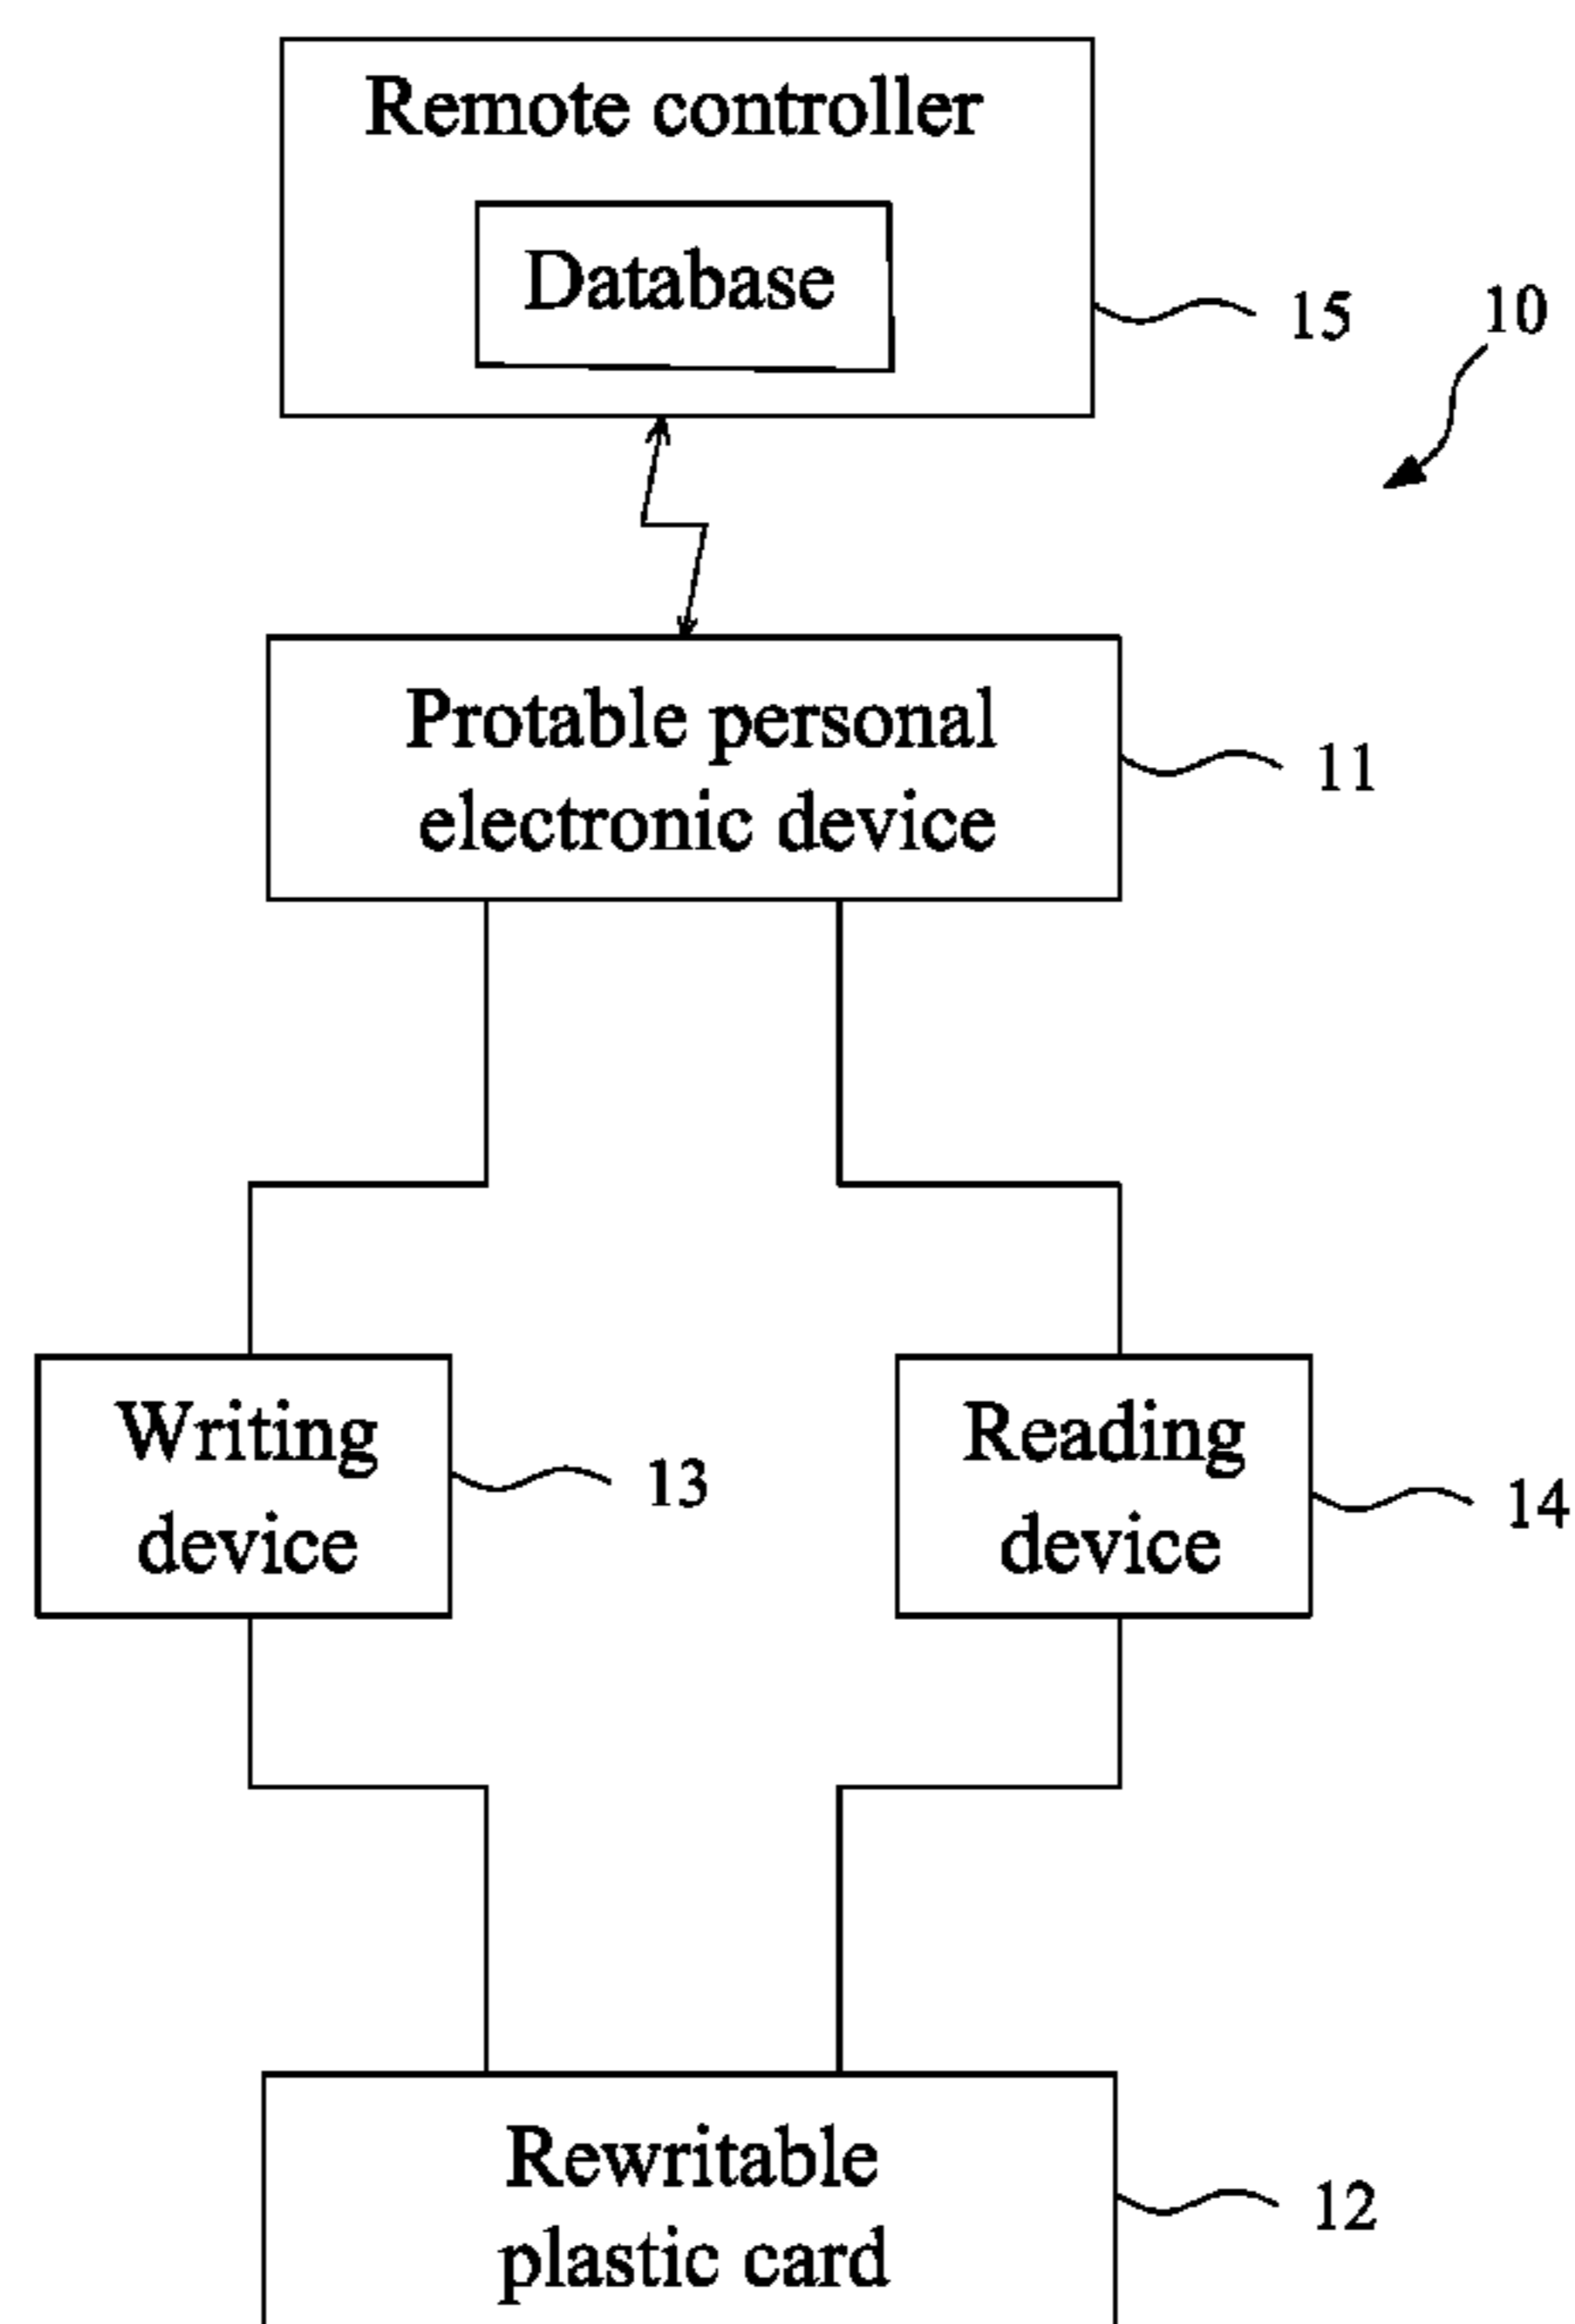 Remote controller
Database
15
10
Protable personal
electronic device
11
Writing
device
13
Reading
device
14
Rewritable
plastic card
12